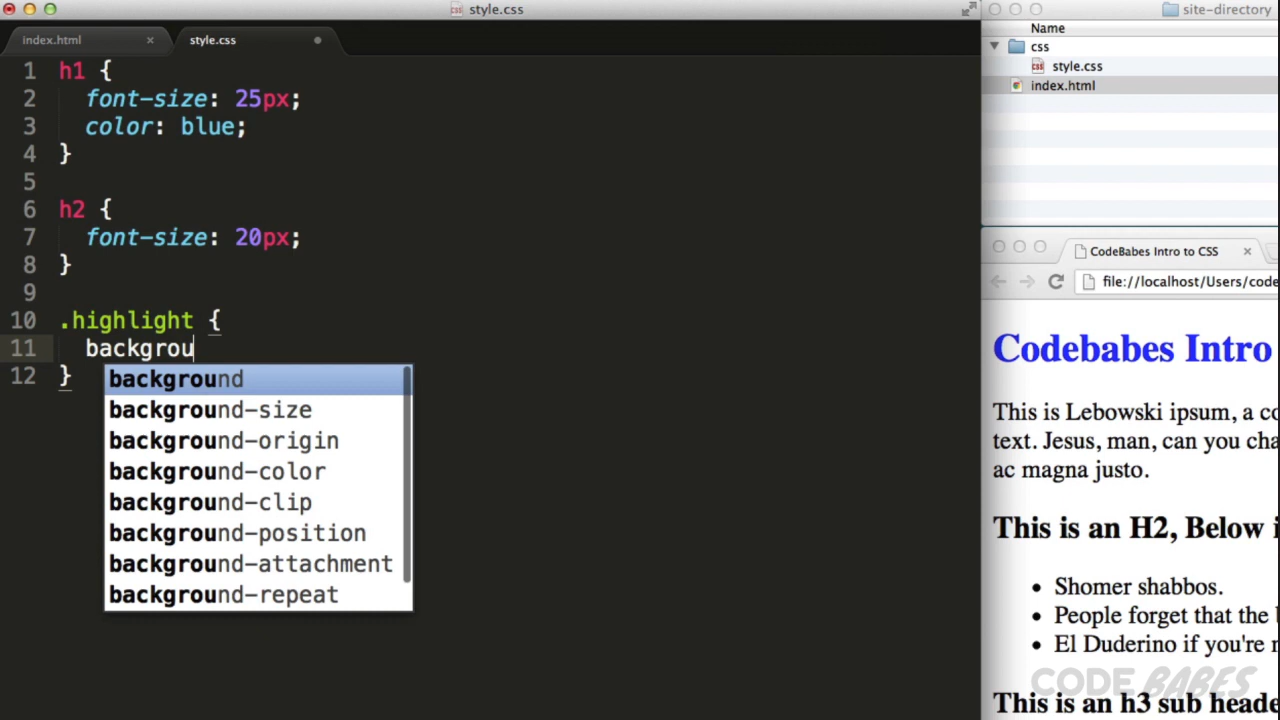 style.css
index.html
style.css
1 h1 {
2 font-size: 25px;
3 color: blue;
4 }
5
6 h2 {
7 font-size: 20px;
8 }
9
10 .highlight {
11 backgrou
12 }
background
background-size
background-origin
background-color
background-clip
background-position
background-attachment
background-repeat
site-directory
Name
css
style.css
index.html
CodeBabes Intro to CSS
file://localhost/Users/code
Codebabes Intro
This is Lebowski ipsum, a co
text. Jesus, man, can you cha
ac magna justo.
This is an H2, Below i
• Shomer shabbos.
• People forget that the b
• El Duderino if you're n
CODE BABES
This is an h3 sub heade